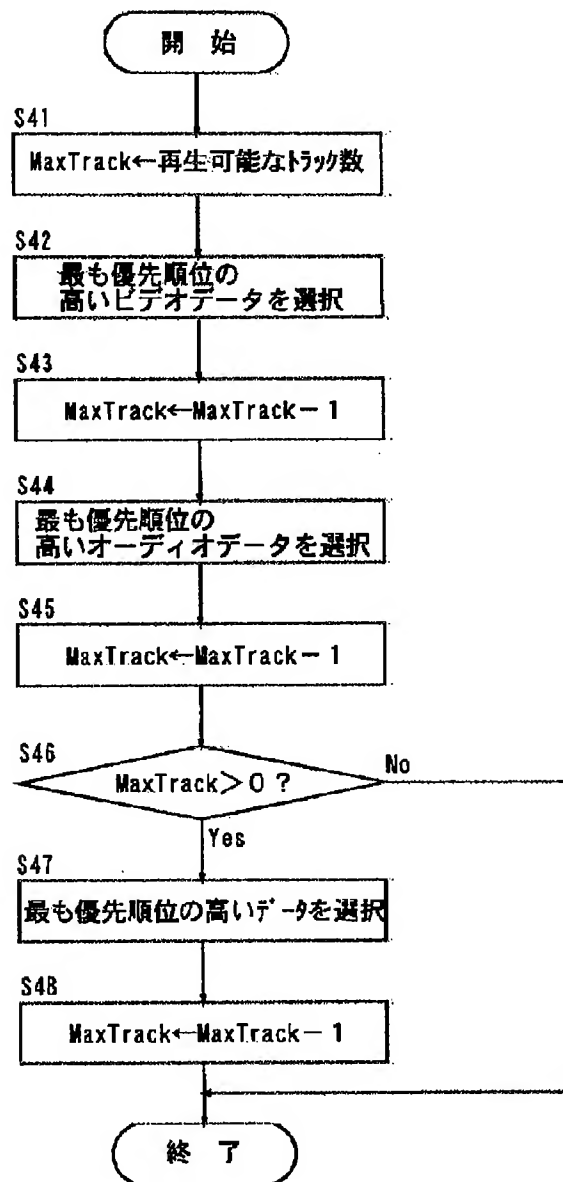 開 始
S41
MaxTrack←再生可能なトラック数
S42
最も優先順位の
高いビデオデータを選択
S43
MaxTrack←MaxTrack－1
S44
最も優先順位の
高いオーディオデータを選択
S45
MaxTrack←MaxTrack－1
S46
MaxTrack＞0？
No
Yes
S47
最も優先順位の高いデータを選択
S48
MaxTrack←MaxTrack－1
終 了